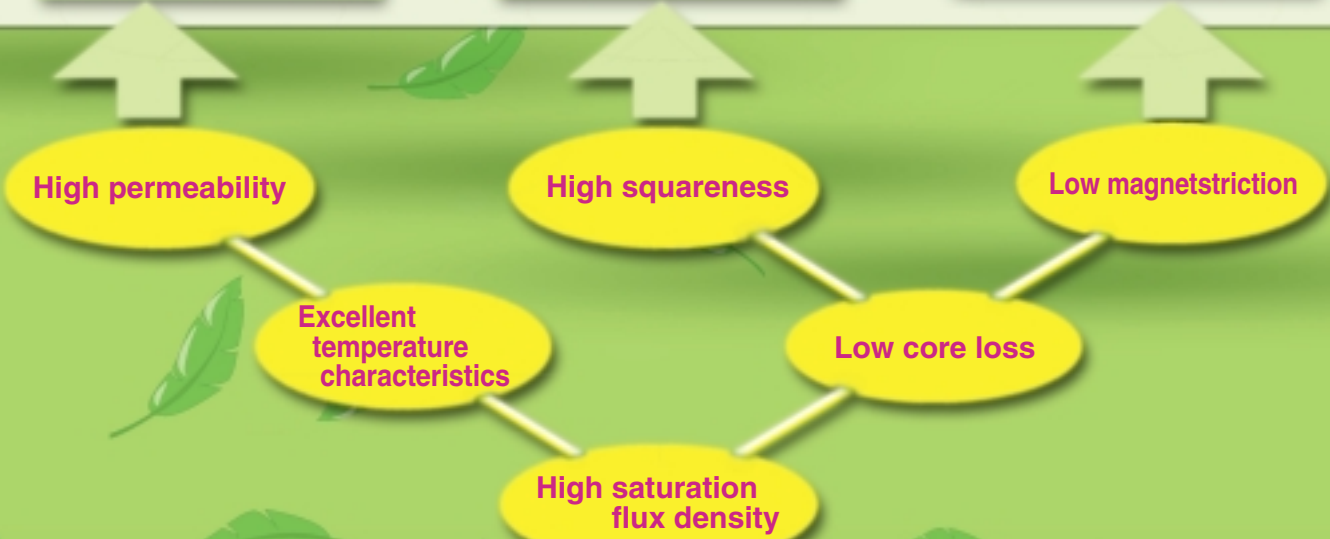 High permeability
High squareness
Low magnetstriction
Excellent
temperature
characteristics
Low core loss
High saturation
flux density